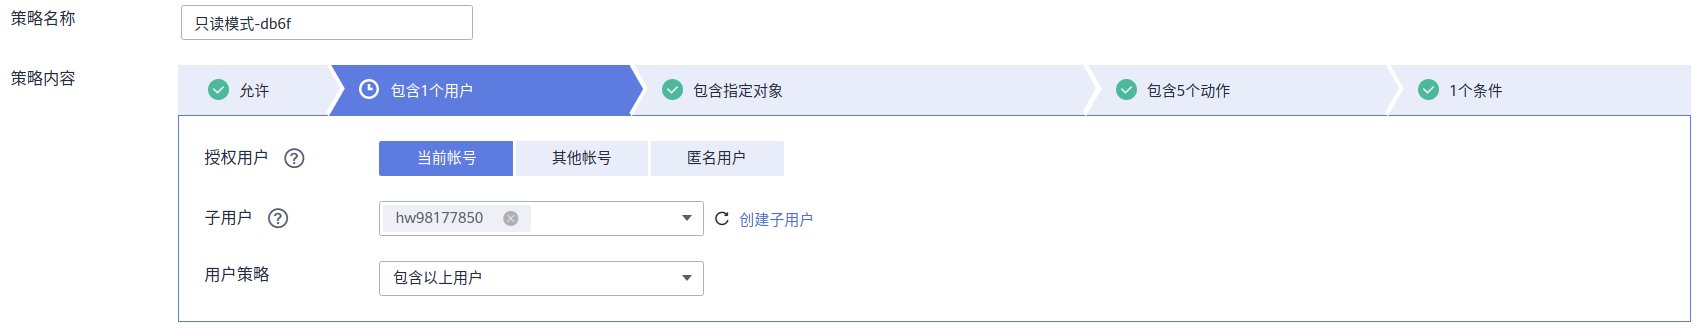 策略名称 只读模式-db6f
策略内容 允许 包含1个用户 包含指定对象 包含5个动作 1个条件
授权用户 ? 当前帐号 其他帐号 匿名用户
子用户 ? hw98177850 创建子用户
用户策略 包含以上用户